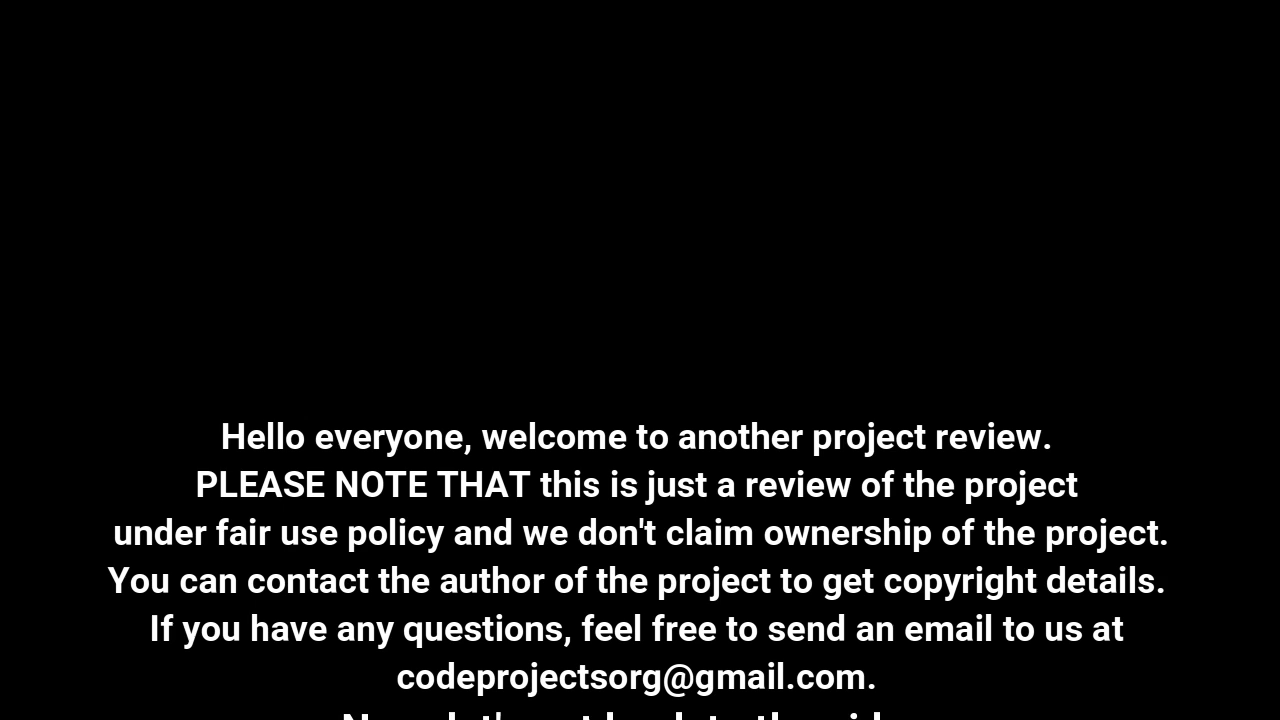 Hello everyone, welcome to another project review.
PLEASE NOTE THAT this is just a review of the project
under fair use policy and we don't claim ownership of the project.
You can contact the author of the project to get copyright details.
If you have any questions, feel free to send an email to us at
codeprojectsorg@gmail.com.